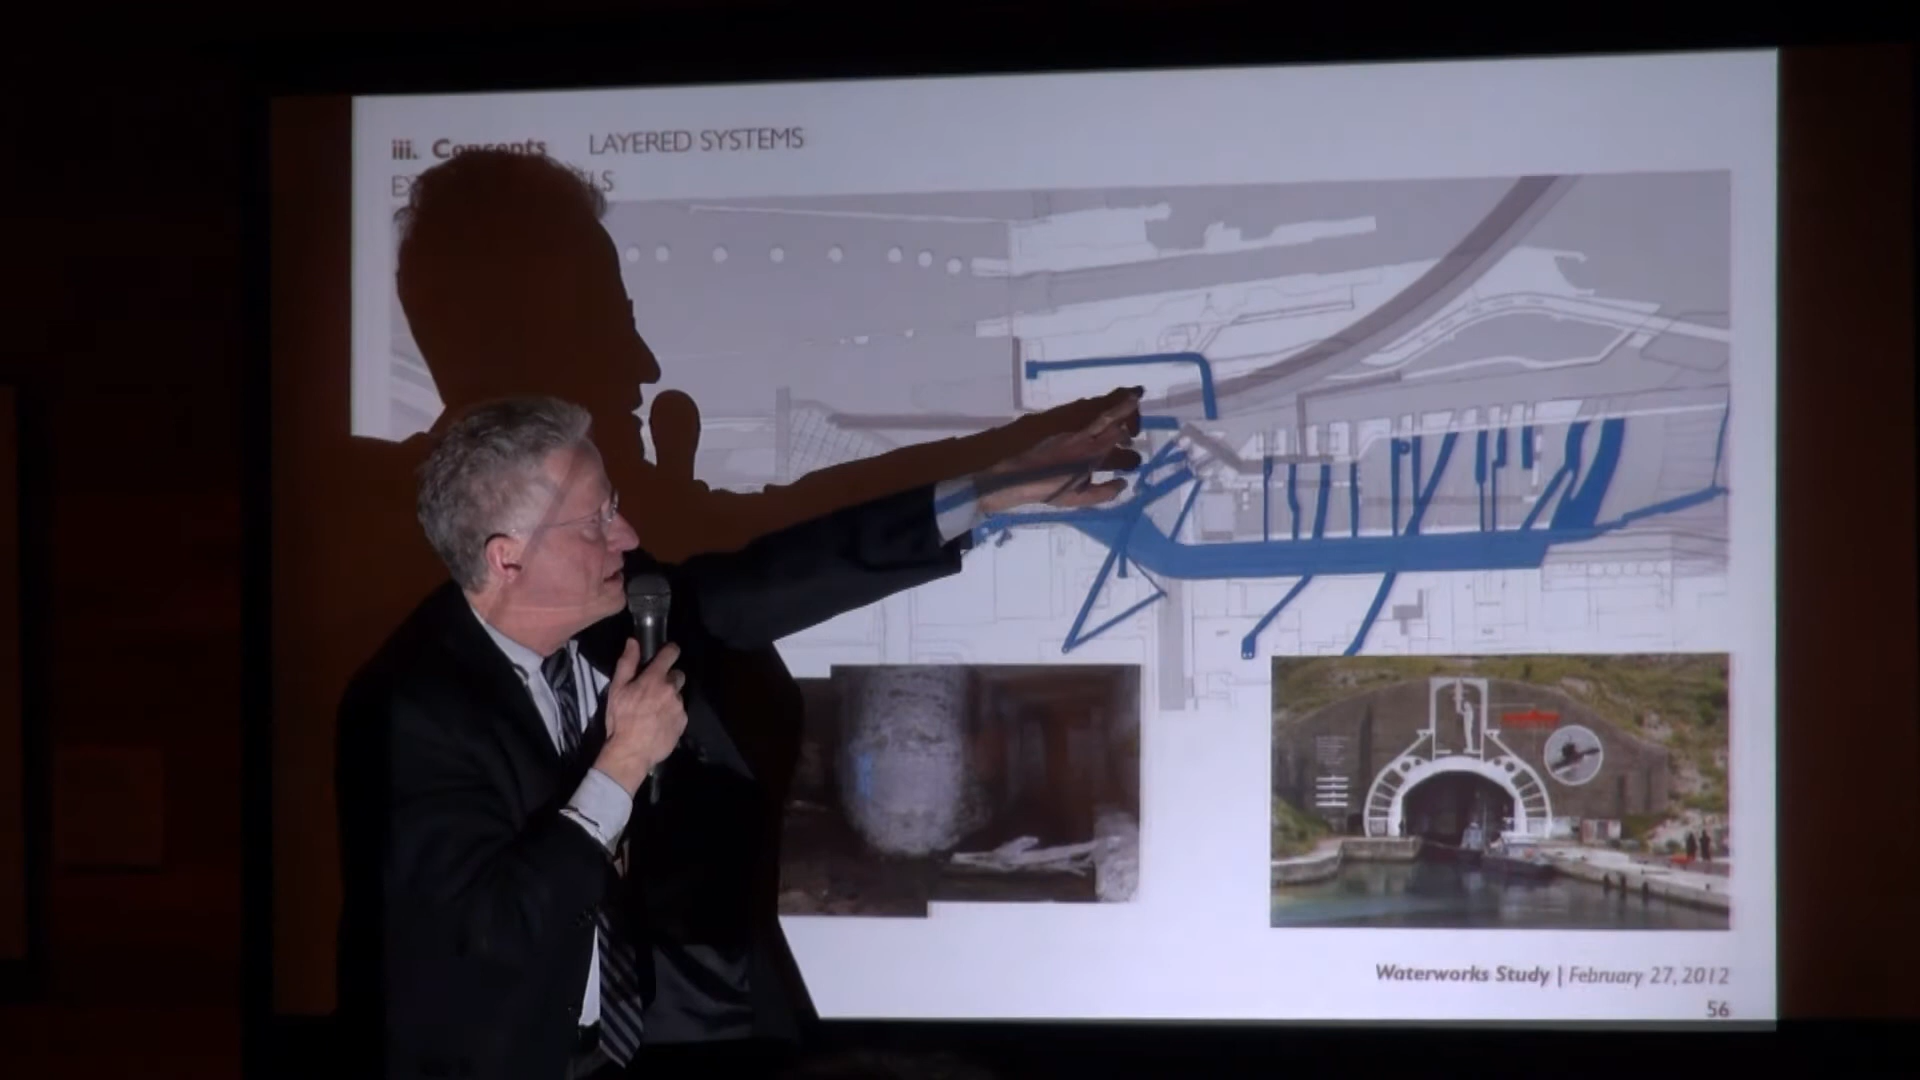 iii. Concepts LAYERED SYSTEMS
Waterworks Study | February 27, 2012
56